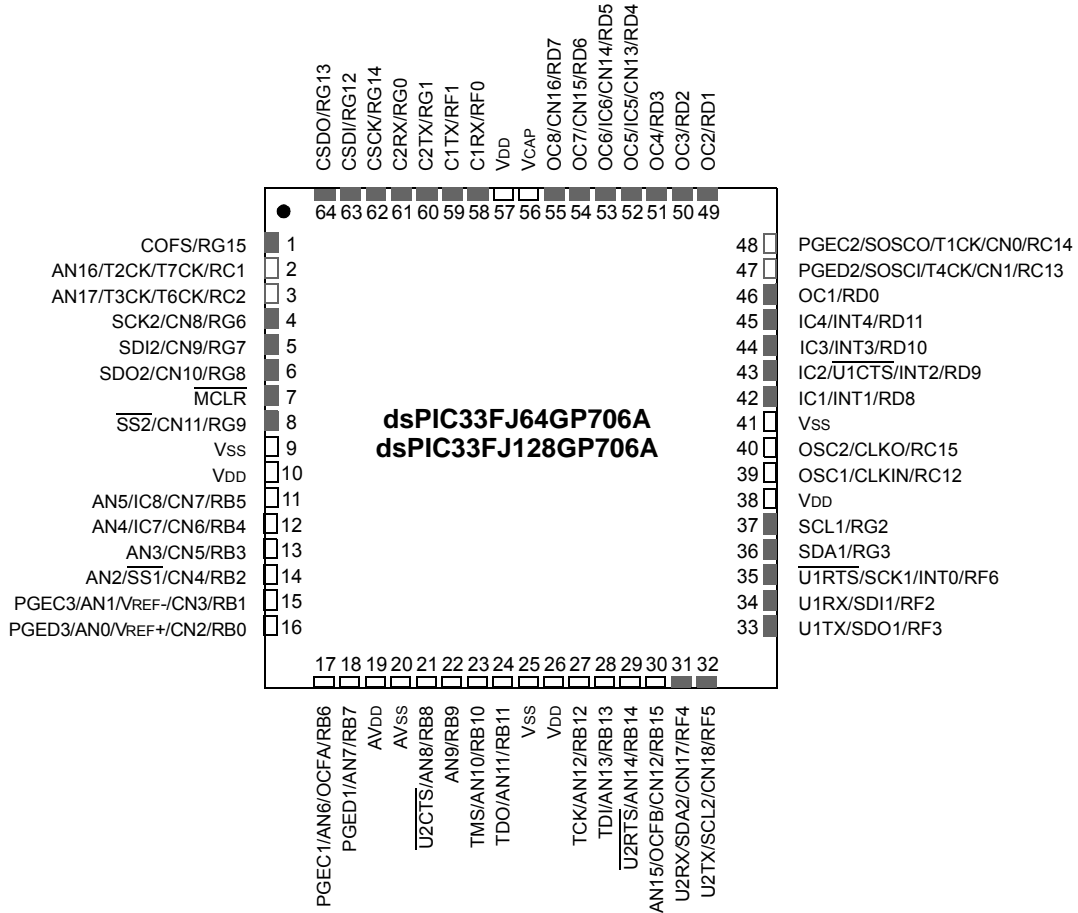 CSDO/RG13
CSDI/RG12
CSCK/RG14
C2RX/RG0
C2TX/RG1
C1TX/RF1
C1RX/RF0
VDD
VCAP
OC8/CN16/RD7
OC7/CN15/RD6
OC6/IC6/CN14/RD5
OC5/IC5/CN13/RD4
OC4/RD3
OC3/RD2
OC2/RD1
64 63 62 61 60 59 58 57 56 55 54 53 52 51 50 49
COFS/RG15 1
AN16/T2CK/T7CK/RC1 2
AN17/T3CK/T6CK/RC2 3
SCK2/CN8/RG6 4
SDI2/CN9/RG7 5
SDO2/CN10/RG8 6
MCLR 7
SS2/CN11/RG9 8
VSS 9
VDD 10
AN5/IC8/CN7/RB5 11
AN4/IC7/CN6/RB4 12
AN3/CN5/RB3 13
AN2/SS1/CN4/RB2 14
PGEC3/AN1/VREF-/CN3/RB1 15
PGED3/AN0/VREF+/CN2/RB0 16
dsPIC33FJ64GP706A
dsPIC33FJ128GP706A
48 PGEC2/SOSCO/T1CK/CN0/RC14
47 PGED2/SOSCI/T4CK/CN1/RC13
46 OC1/RD0
45 IC4/INT4/RD11
44 IC3/INT3/RD10
43 IC2/U1CTS/INT2/RD9
42 IC1/INT1/RD8
41 VSS
40 OSC2/CLKO/RC15
39 OSC1/CLKIN/RC12
38 VDD
37 SCL1/RG2
36 SDA1/RG3
35 U1RTS/SCK1/INT0/RF6
34 U1RX/SDI1/RF2
33 U1TX/SDO1/RF3
17 18 19 20 21 22 23 24 25 26 27 28 29 30 31 32
PGEC1/AN6/OCFA/RB6
PGED1/AN7/RB7
AVDD
AVSS
U2CTS/AN8/RB8
AN9/RB9
TMS/AN10/RB10
TDO/AN11/RB11
VSS
VDD
TCK/AN12/RB12
TDI/AN13/RB13
U2RTS/AN14/RB14
AN15/OCFB/CN12/RB15
U2RX/SDA2/CN17/RF4
U2TX/SCL2/CN18/RF5